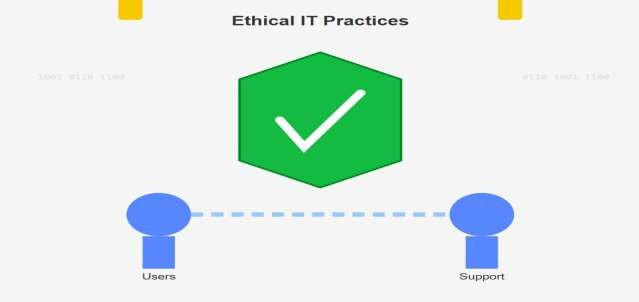 Ethical IT Practices
1001 0110 1100
0110 1001 1100
Users
Support